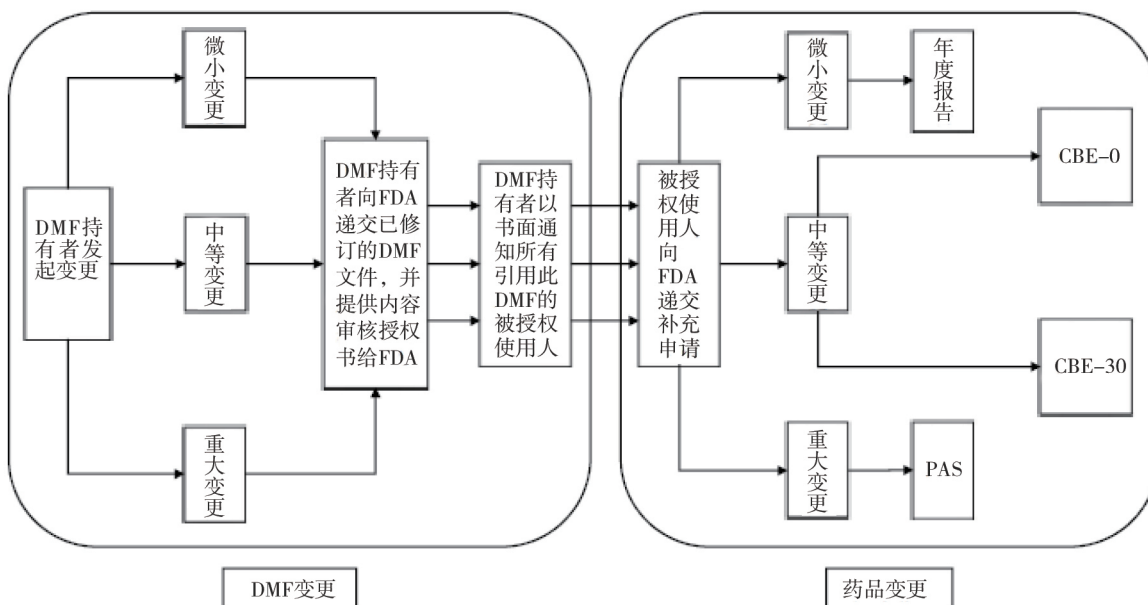 微小变更
DMF持有者发起变更
中等变更
重大变更
DMF持有
者向FDA
递交已修
订的DMF
文件，并
提供内容
审核授权
书给FDA
DMF持
有者以
书面通
知所有
引用此
DMF的
被授权
使用人
被授
权使
用人
向
FDA
递交
补充
申请
微小变更
年度报告
中等变更
CBE-0
CBE-30
重大变更
PAS
DMF变更
药品变更